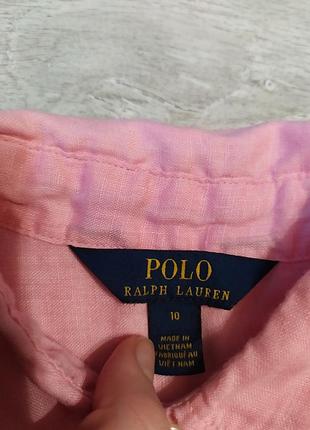 POLO
RALPH LAUREN
10
MADE IN
VIETNAM
FABRIQUÉ AU
VIÊT NAM